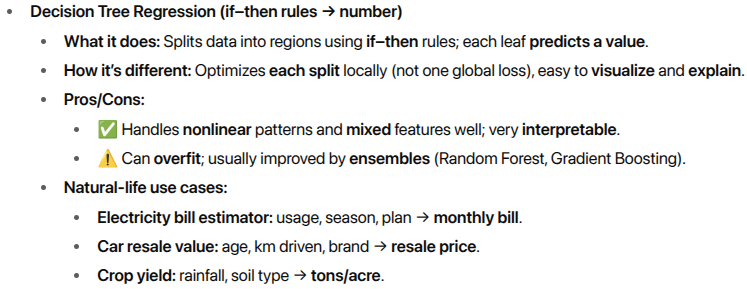 • Decision Tree Regression (if–then rules → number)
• What it does: Splits data into regions using if–then rules; each leaf predicts a value.
• How it's different: Optimizes each split locally (not one global loss), easy to visualize and explain.
• Pros/Cons:
• ✅ Handles nonlinear patterns and mixed features well; very interpretable.
• ⚠️ Can overfit; usually improved by ensembles (Random Forest, Gradient Boosting).
• Natural-life use cases:
• Electricity bill estimator: usage, season, plan → monthly bill.
• Car resale value: age, km driven, brand → resale price.
• Crop yield: rainfall, soil type → tons/acre.